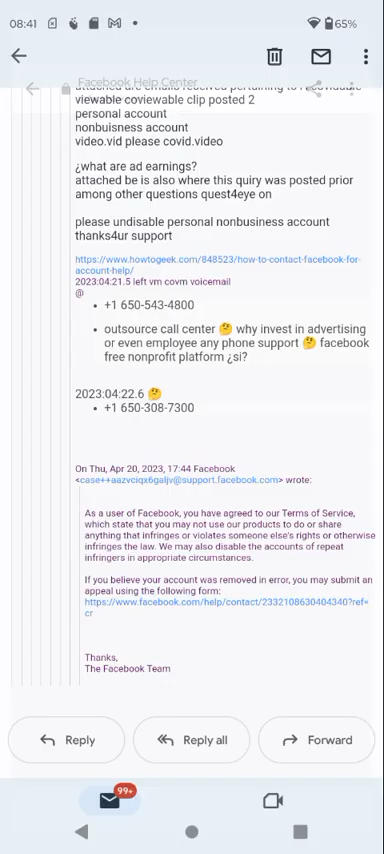 08:41
65%
Facebook Help Center
viewable coviewable clip posted 2
personal account
nonbuisness account
video.vid please covid.video
¿what are ad earnings?
attached be is also where this quiry was posted prior
among other questions quest4eye on
please undisable personal nonbusiness account
thanks4ur support
https://www.howtogeek.com/848523/how-to-contact-facebook-for-
account-help/
2023:04:21.5 left vm covm voicemail
@
• +1 650-543-4800
• outsource call center 🤔 why invest in advertising
or even employee any phone support 🤔 facebook
free nonprofit platform ¿si?
2023:04:22.6 🤔
• +1 650-308-7300
On Thu, Apr 20, 2023, 17:44 Facebook
<case++aazvciqx6galjv@support.facebook.com> wrote:
As a user of Facebook, you have agreed to our Terms of Service,
which state that you may not use our products to do or share
anything that infringes or violates someone else's rights or otherwise
infringes the law. We may also disable the accounts of repeat
infringers in appropriate circumstances.
If you believe your account was removed in error, you may submit an
appeal using the following form:
https://www.facebook.com/help/contact/2332108630404340?ref=
cr
Thanks,
The Facebook Team
Reply
Reply all
Forward
99+